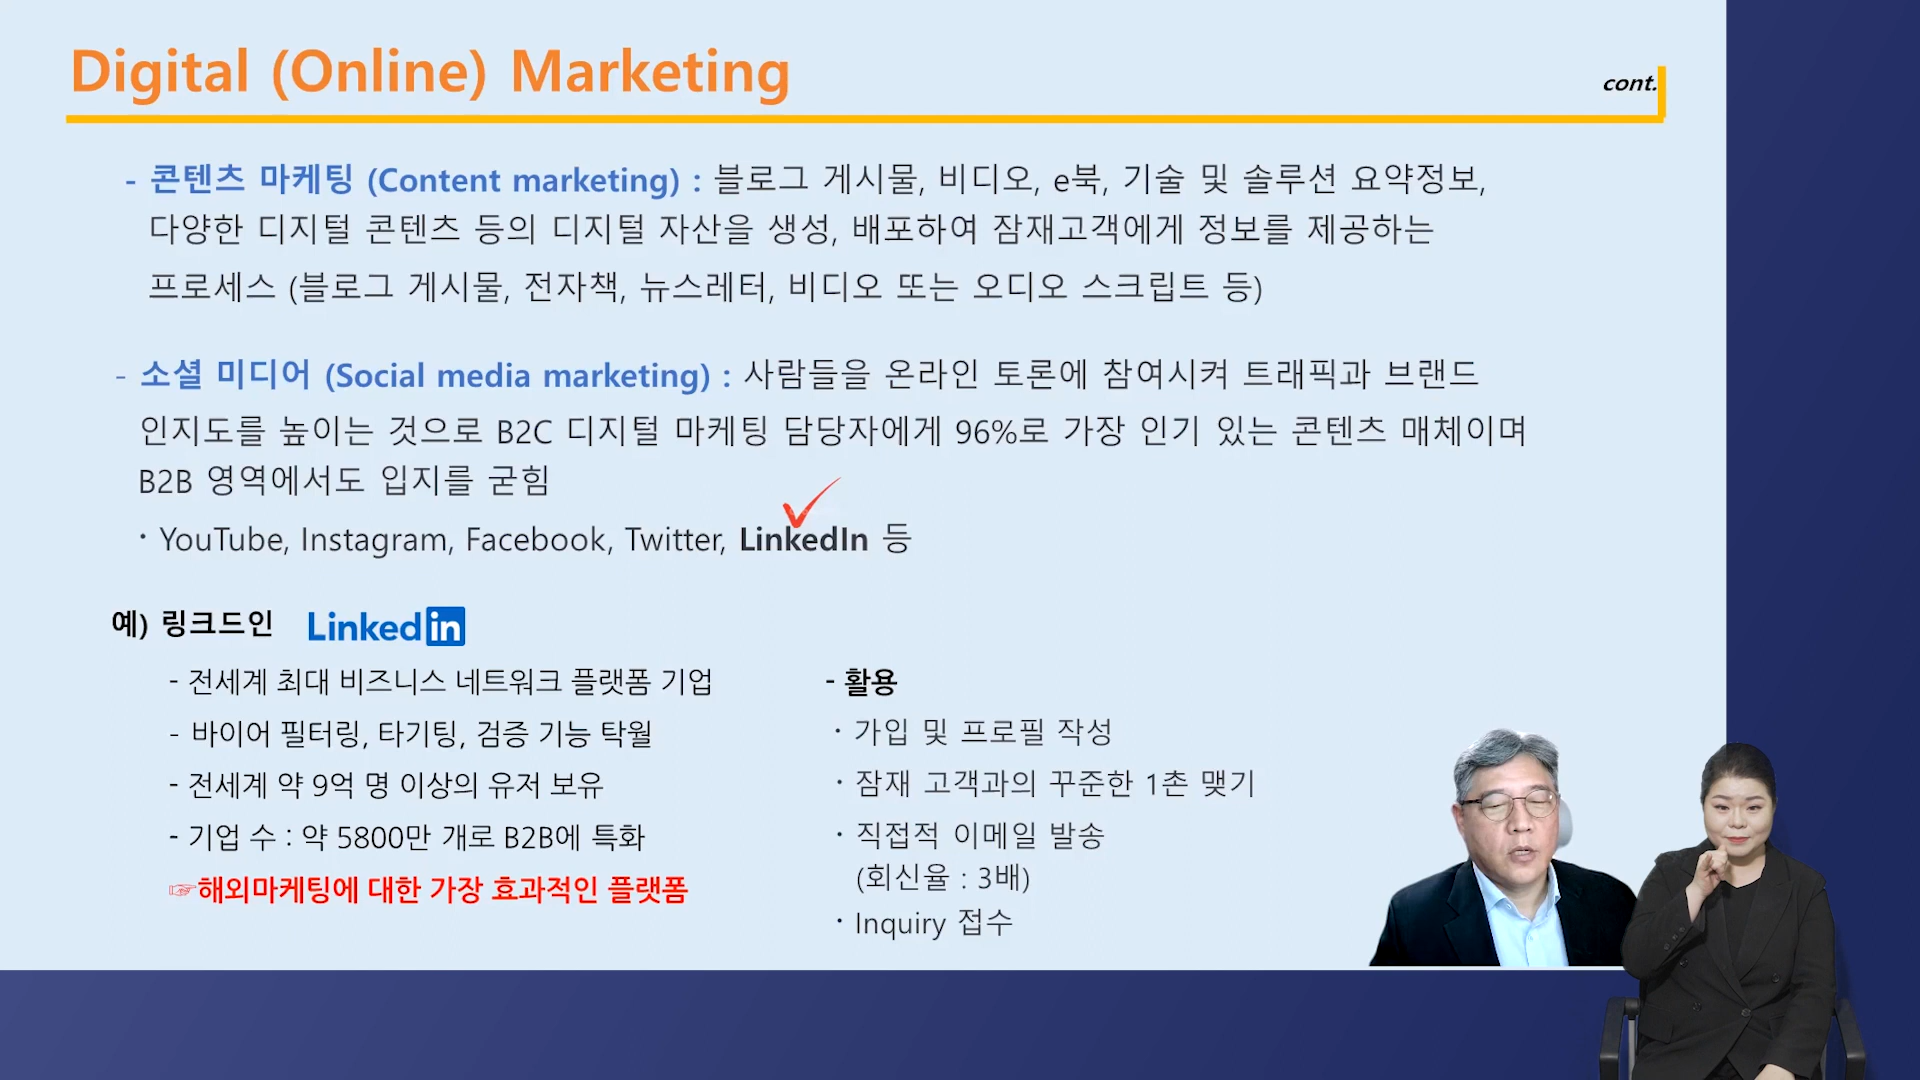 Digital (Online) Marketing
cont.
- 콘텐츠 마케팅 (Content marketing) : 블로그 게시물, 비디오, e북, 기술 및 솔루션 요약정보,
다양한 디지털 콘텐츠 등의 디지털 자산을 생성, 배포하여 잠재고객에게 정보를 제공하는
프로세스 (블로그 게시물, 전자책, 뉴스레터, 비디오 또는 오디오 스크립트 등)
- 소셜 미디어 (Social media marketing) : 사람들을 온라인 토론에 참여시켜 트래픽과 브랜드
인지도를 높이는 것으로 B2C 디지털 마케팅 담당자에게 96%로 가장 인기 있는 콘텐츠 매체이며
B2B 영역에서도 입지를 굳힘
· YouTube, Instagram, Facebook, Twitter, LinkedIn 등
예) 링크드인 Linkedin
- 전세계 최대 비즈니스 네트워크 플랫폼 기업
- 바이어 필터링, 타기팅, 검증 기능 탁월
- 전세계 약 9억 명 이상의 유저 보유
- 기업 수 : 약 5800만 개로 B2B에 특화
☞해외마케팅에 대한 가장 효과적인 플랫폼
- 활용
· 가입 및 프로필 작성
· 잠재 고객과의 꾸준한 1촌 맺기
· 직접적 이메일 발송
(회신율 : 3배)
· Inquiry 접수